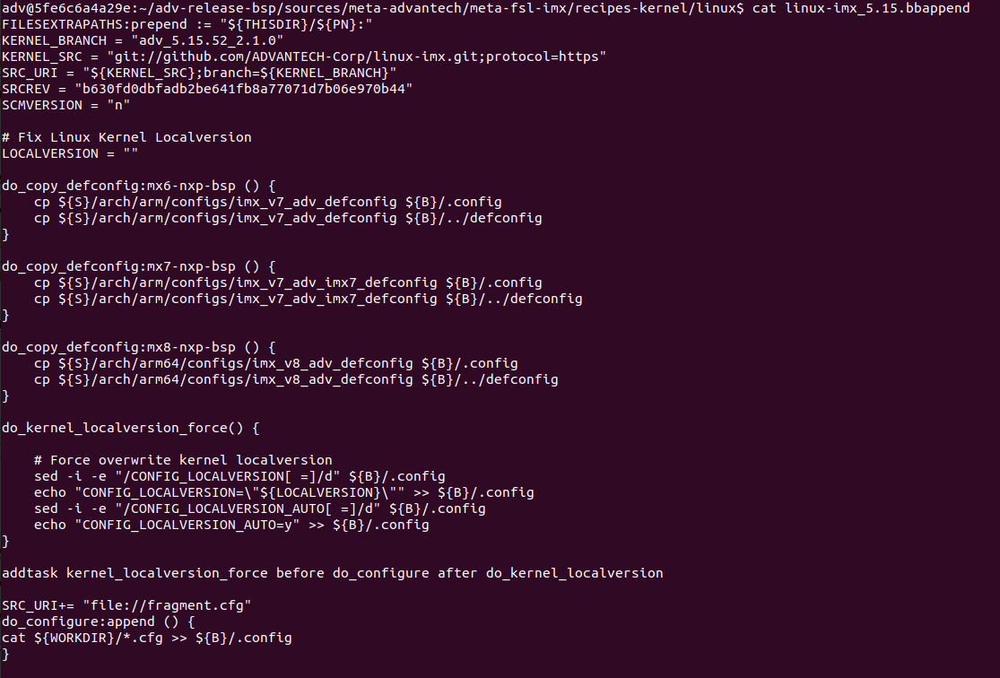 adv@5fe6c6a4a29e:~/adv-release-bsp/sources/meta-advantech/meta-fsl-imx/recipes-kernel/linux$ cat linux-imx_5.15.bbappend
FILESEXTRAPATHS:prepend := "${THISDIR}/${PN}:"
KERNEL_BRANCH = "adv_5.15.52_2.1.0"
KERNEL_SRC = "git://github.com/ADVANTECH-Corp/linux-imx.git;protocol=https"
SRC_URI = "${KERNEL_SRC};branch=${KERNEL_BRANCH}"
SRCREV = "b630fd0dbfadb2be641fb8a77071d7b06e970b44"
SCMVERSION = "n"

# Fix Linux Kernel Localversion
LOCALVERSION = ""

do_copy_defconfig:mx6-nxp-bsp () {
    cp ${S}/arch/arm/configs/imx_v7_adv_defconfig ${B}/.config
    cp ${S}/arch/arm/configs/imx_v7_adv_defconfig ${B}/../defconfig
}

do_copy_defconfig:mx7-nxp-bsp () {
    cp ${S}/arch/arm/configs/imx_v7_adv_imx7_defconfig ${B}/.config
    cp ${S}/arch/arm/configs/imx_v7_adv_imx7_defconfig ${B}/../defconfig
}

do_copy_defconfig:mx8-nxp-bsp () {
    cp ${S}/arch/arm64/configs/imx_v8_adv_defconfig ${B}/.config
    cp ${S}/arch/arm64/configs/imx_v8_adv_defconfig ${B}/../defconfig
}

do_kernel_localversion_force() {

    # Force overwrite kernel localversion
    sed -i -e "/CONFIG_LOCALVERSION[ =]/d" ${B}/.config
    echo "CONFIG_LOCALVERSION=\"${LOCALVERSION}\"" >> ${B}/.config
    sed -i -e "/CONFIG_LOCALVERSION_AUTO[ =]/d" ${B}/.config
    echo "CONFIG_LOCALVERSION_AUTO=y" >> ${B}/.config
}

addtask kernel_localversion_force before do_configure after do_kernel_localversion

SRC_URI+= "file://fragment.cfg"
do_configure:append () {
cat ${WORKDIR}/*.cfg >> ${B}/.config
}